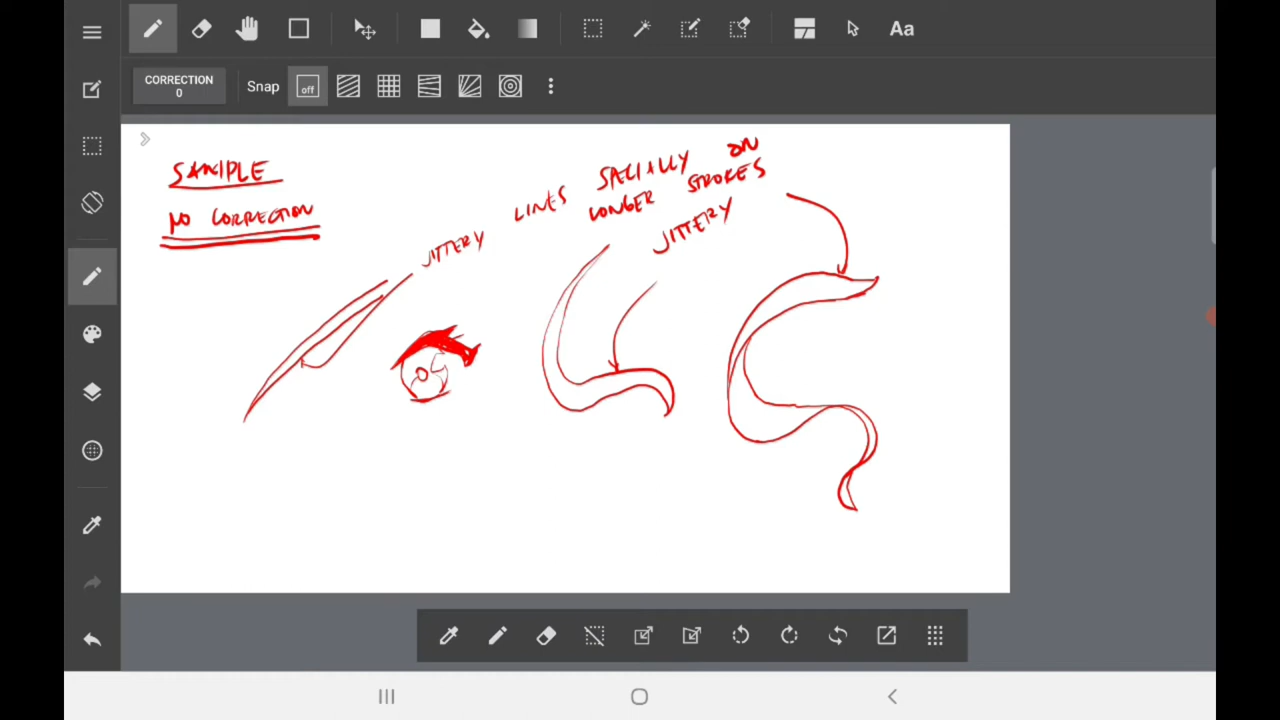 Aa
CORRECTION
0
Snap
off
SAMPLE
NO CORRECTION
JITTERY LINES SPECIALLY ON
LONGER STROKES
JITTERY